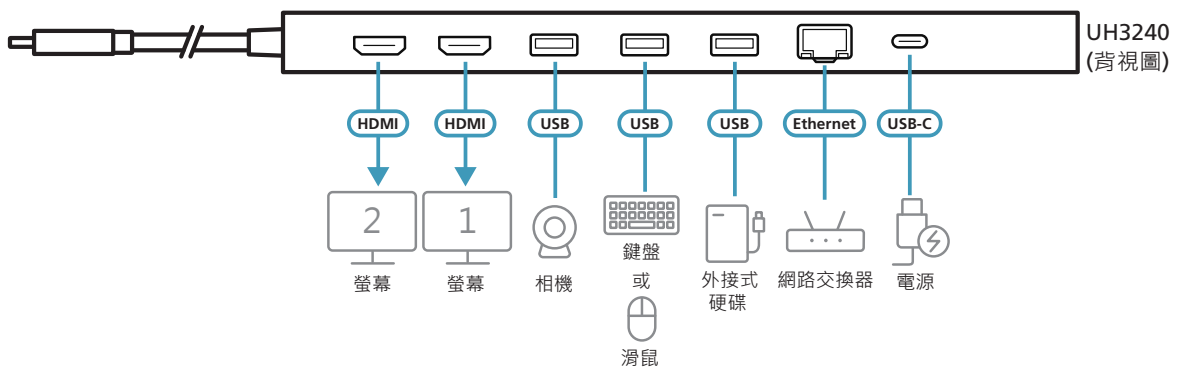 UH3240
(背視圖)
HDMI
HDMI
USB
USB
USB
Ethernet
USB-C
2
螢幕
1
螢幕
相機
鍵盤
或
滑鼠
外接式
硬碟
網路交換器
電源